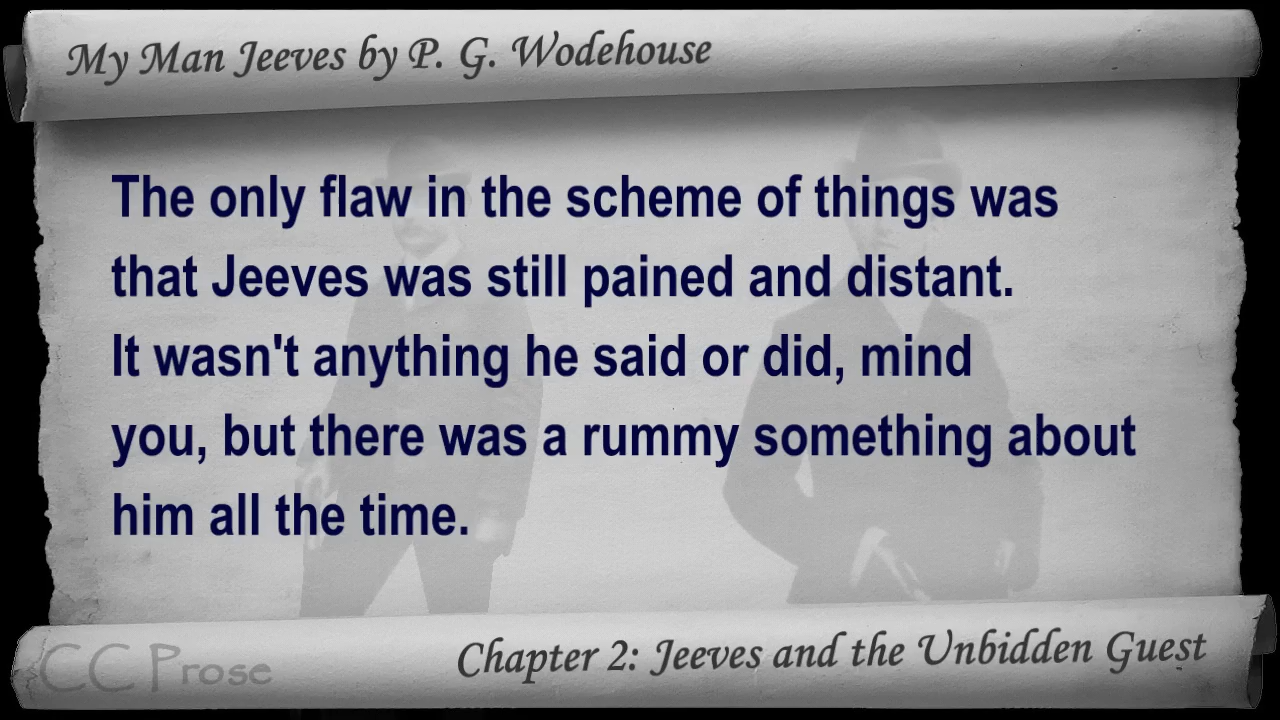 My Man Jeeves by P. G. Wodehouse
The only flaw in the scheme of things was
that Jeeves was still pained and distant.
It wasn't anything he said or did, mind
you, but there was a rummy something about
him all the time.
CC Prose
Chapter 2: Jeeves and the Unbidden Guest